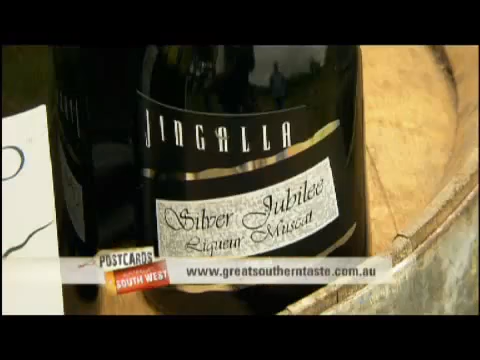 JINGALLA
Silver Jubilee
Liqueur Muscat
POSTCARDS
SOUTH WEST
www.greatsoutherntaste.com.au